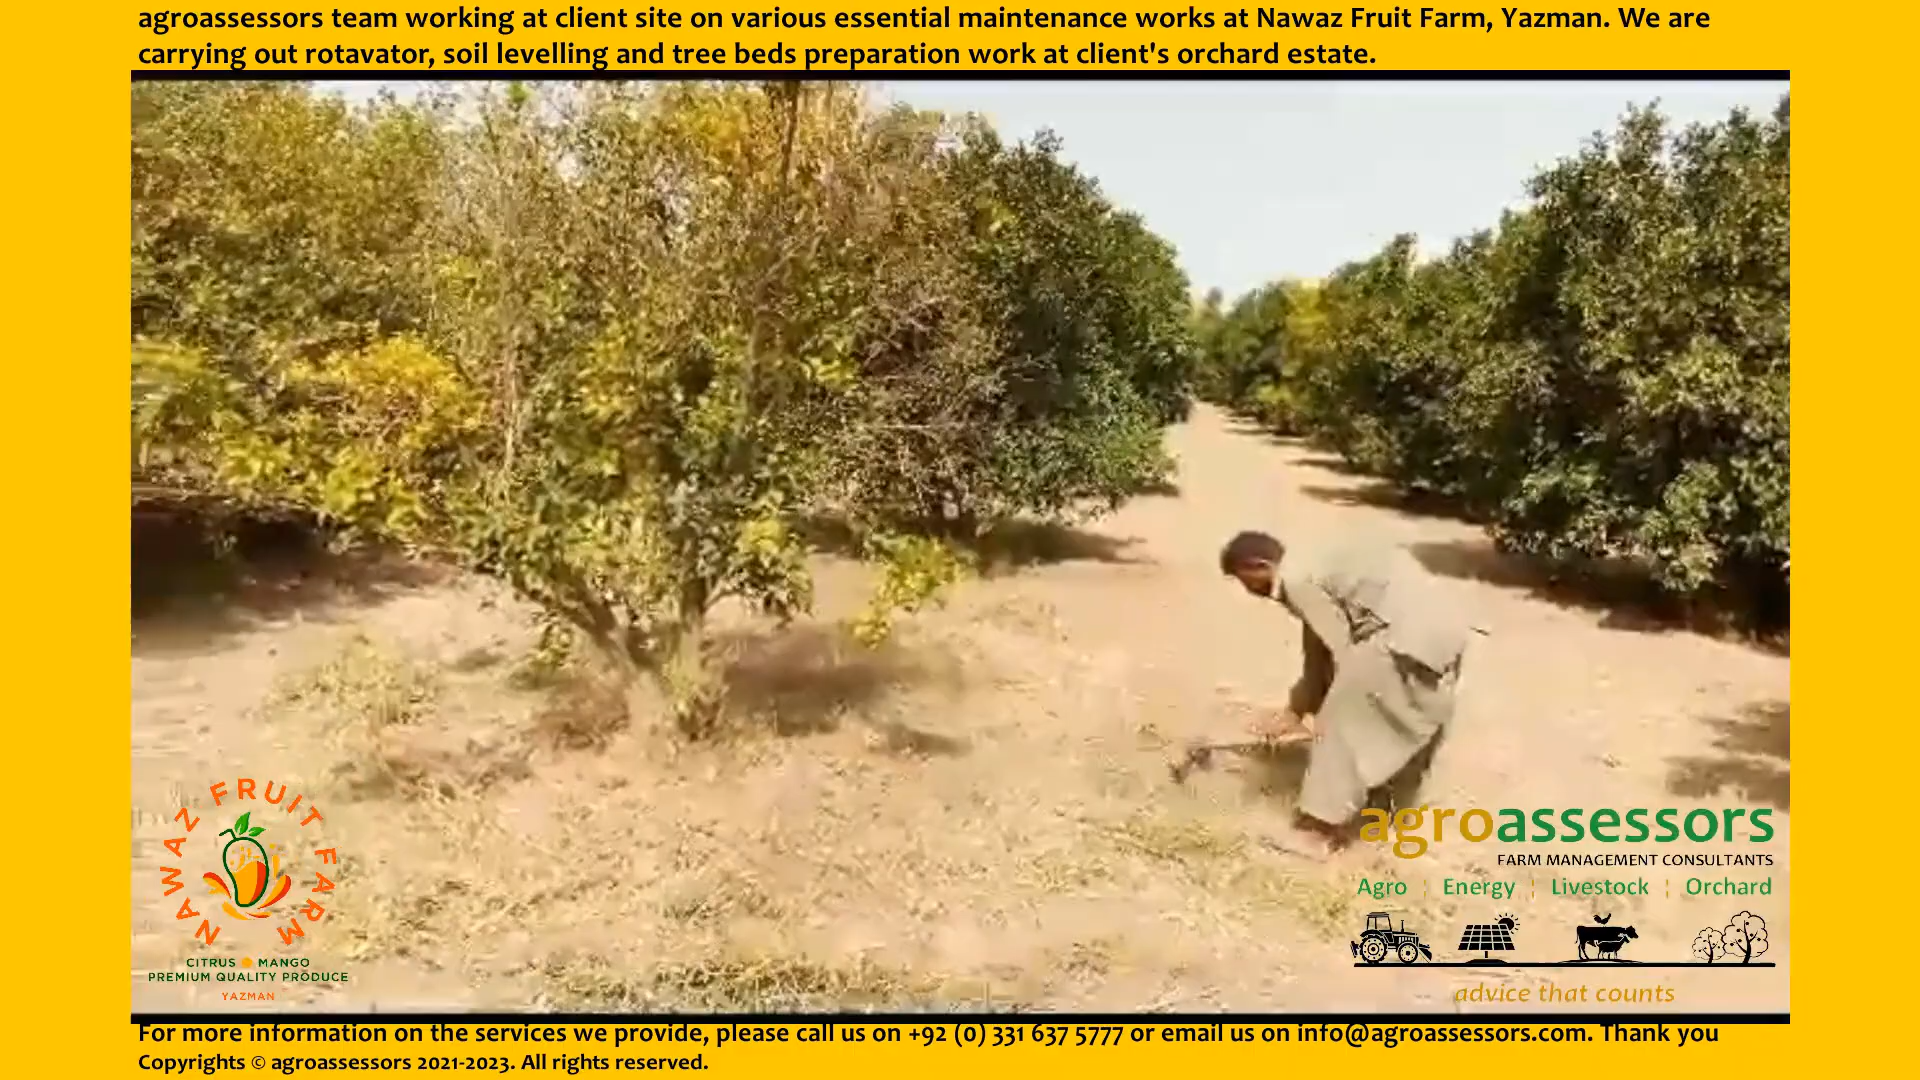 agroassessors team working at client site on various essential maintenance works at Nawaz Fruit Farm, Yazman. We are
carrying out rotavator, soil levelling and tree beds preparation work at client's orchard estate.
NAWAZ FRUIT FARM
CITRUS MANGO
PREMIUM QUALITY PRODUCE
YAZMAN
agroassessors
FARM MANAGEMENT CONSULTANTS
Agro ¦ Energy ¦ Livestock ¦ Orchard
advice that counts
For more information on the services we provide, please call us on +92 (0) 331 637 5777 or email us on info@agroassessors.com. Thank you
Copyrights © agroassessors 2021-2023. All rights reserved.